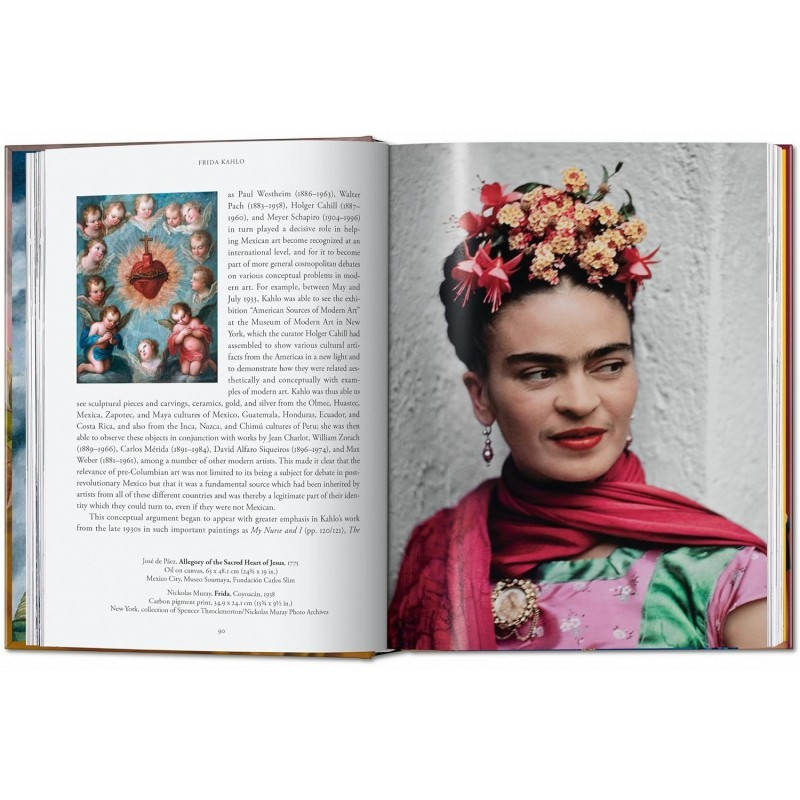 FRIDA KAHLO
as Paul Westheim (1886–1963), Walter
Pach (1883–1958), Holger Cahill (1887–
1960), and Meyer Schapiro (1904–1996)
in turn played a decisive role in help-
ing Mexican art become recognized at an
international level, and for it to become
part of more general cosmopolitan debates
on various conceptual problems in mod-
ern art. For example, between May and
July 1933, Kahlo was able to see the exhi-
bition “American Sources of Modern Art”
at the Museum of Modern Art in New
York, which the curator Holger Cahill had
assembled to show various cultural arti-
facts from the Americas in a new light and
to demonstrate how they were related aes-
thetically and conceptually with exam-
ples of modern art. Kahlo was thus able to
see sculptural pieces and carvings, ceramics, gold, and silver from the Olmec, Huastec,
Mexica, Zapotec, and Maya cultures of Mexico, Guatemala, Honduras, Ecuador, and
Costa Rica, and also from the Inca, Nazca, and Chimú cultures of Peru; she was then
able to observe these objects in conjunction with works by Jean Charlot, William Zorach
(1889–1966), Carlos Mérida (1891–1984), David Alfaro Siqueiros (1896–1974), and Max
Weber (1881–1961), among a number of other modern artists. This made it clear that the
relevance of pre-Columbian art was not limited to its being a subject for debate in post-
revolutionary Mexico but that it was a fundamental source which had been inherited by
artists from all of these different countries and was thereby a legitimate part of their iden-
tity which they could turn to, even if they were not Mexican.
This conceptual argument began to appear with greater emphasis in Kahlo's work
from the late 1930s in such important paintings as My Nurse and I (pp. 120/121), The
José de Páez, Allegory of the Sacred Heart of Jesus, 1775
Oil on canvas, 65 x 48.1 cm (24¾ x 19 in.)
Mexico City, Museo Soumaya, Fundación Carlos Slim
Nickolas Muray, Frida, Coyoacán, 1938
Carbon pigment print, 34.9 x 24.1 cm (13¾ x 9½ in.)
New York, collection of Spencer Throckmorton/Nickolas Muray Photo Archives
90